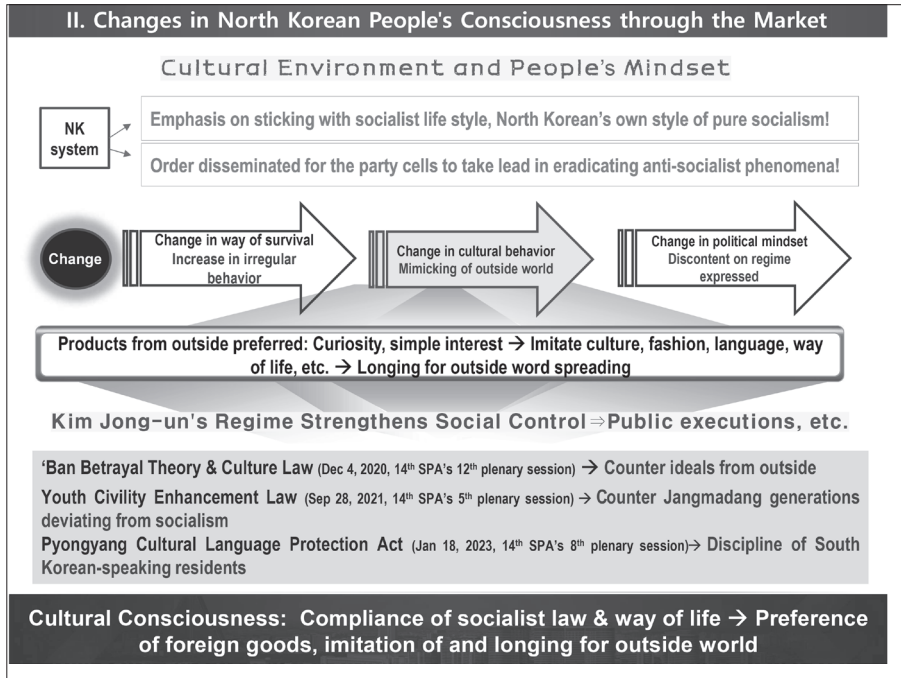 II. Changes in North Korean People's Consciousness through the Market
Cultural Environment and People's Mindset
NK
system
Emphasis on sticking with socialist life style, North Korean's own style of pure socialism!
Order disseminated for the party cells to take lead in eradicating anti-socialist phenomena!
Change
Change in way of survival
Increase in irregular
behavior
Change in cultural behavior
Mimicking of outside world
Change in political mindset
Discontent on regime
expressed
Products from outside preferred: Curiosity, simple interest → Imitate culture, fashion, language, way
of life, etc. → Longing for outside word spreading
Kim Jong-un's Regime Strengthens Social Control⇒Public executions, etc.
‘Ban Betrayal Theory & Culture Law (Dec 4, 2020, 14th SPA's 12th plenary session) → Counter ideals from outside
Youth Civility Enhancement Law (Sep 28, 2021, 14th SPA's 5th plenary session) → Counter Jangmadang generations
deviating from socialism
Pyongyang Cultural Language Protection Act (Jan 18, 2023, 14th SPA's 8th plenary session)→ Discipline of South
Korean-speaking residents
Cultural Consciousness: Compliance of socialist law & way of life → Preference
of foreign goods, imitation of and longing for outside world